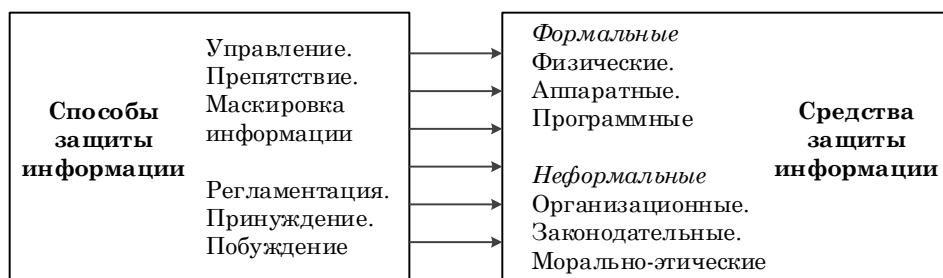 Способы
защиты
информации
Управление.
Препятствие.
Маскировка
информации
Регламентация.
Принуждение.
Побуждение
Формальные
Физические.
Аппаратные.
Программные
Неформальные
Организационные.
Законодательные.
Морально-этические
Средства
защиты
информации